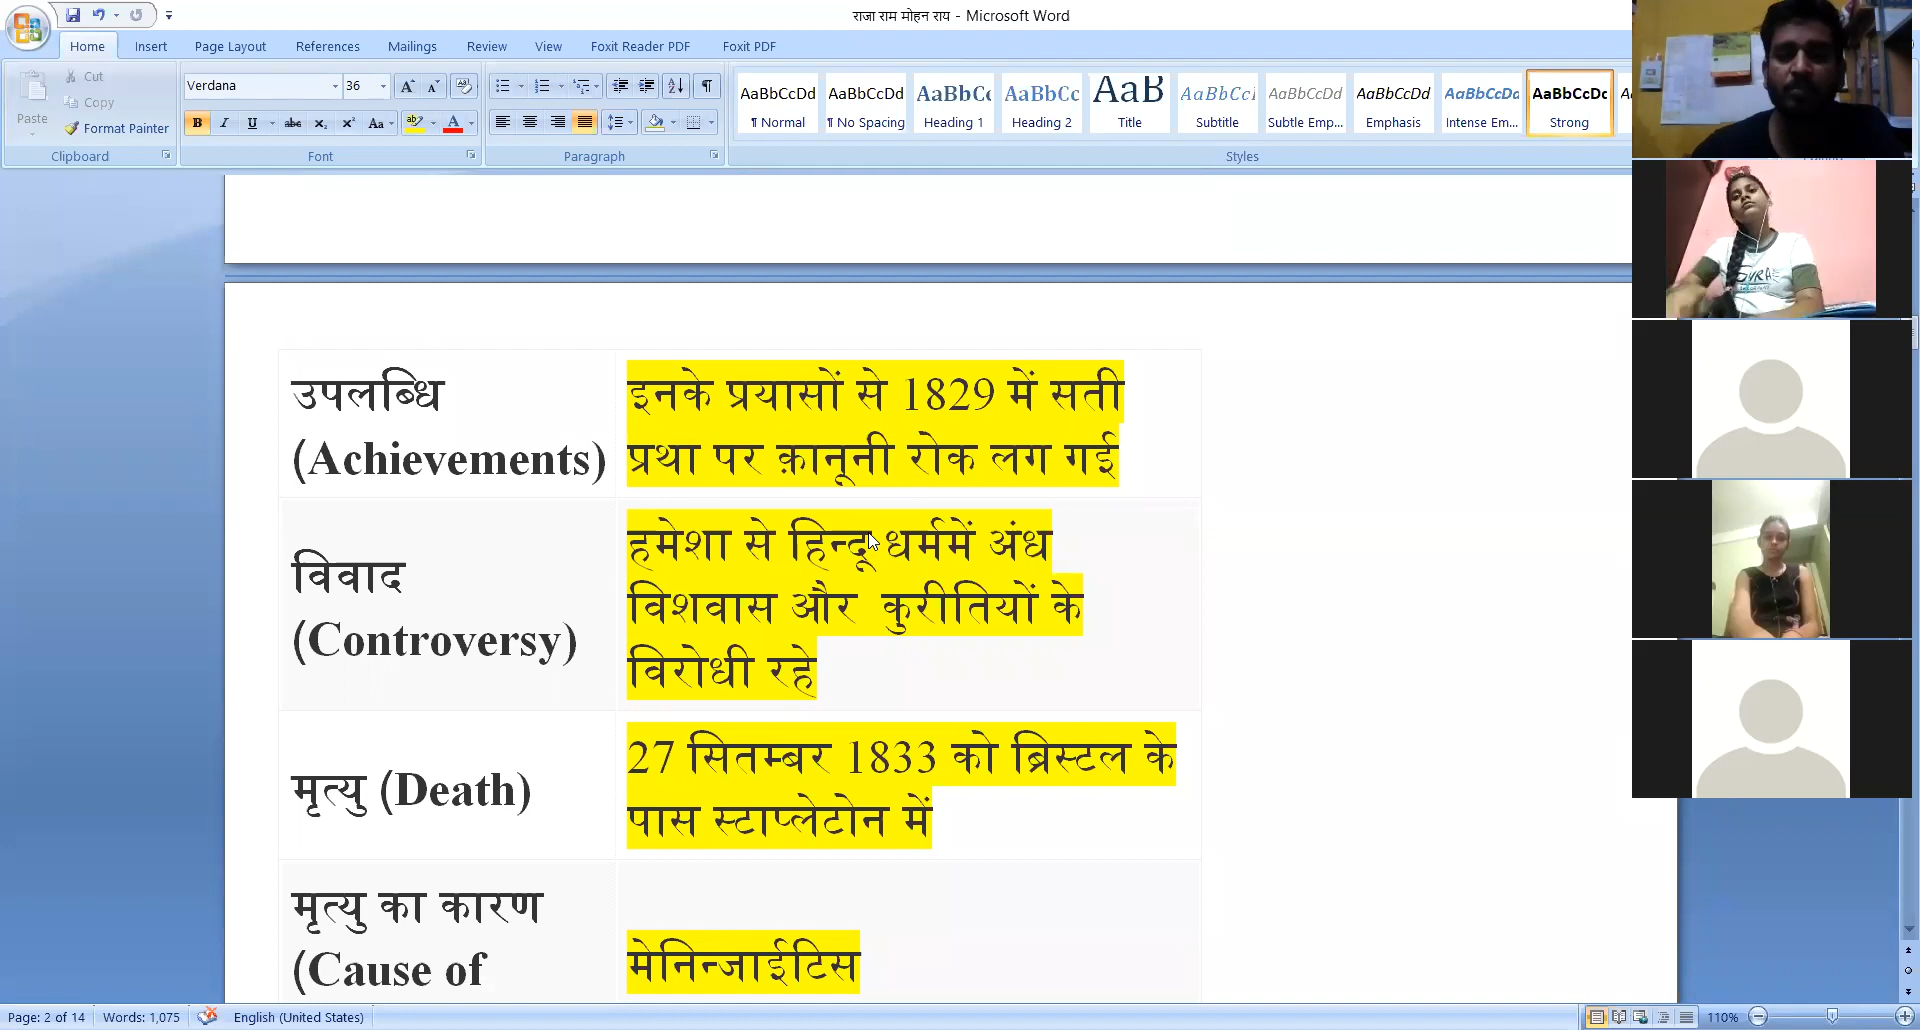 राजा राम मोहन राय - Microsoft Word
Home Insert Page Layout References Mailings Review View Foxit Reader PDF Foxit PDF
Paste
Cut
Copy
Format Painter
Clipboard
Verdana 36
Font
Paragraph
AaBbCcDd AaBbCcDd AaBbCc AaBbCc AaB AaBbCcI AaBbCcDd AaBbCcDd AaBbCcDd AaBbCcDc
¶ Normal ¶ No Spacing Heading 1 Heading 2 Title Subtitle Subtle Emp... Emphasis Intense Em... Strong
Styles
उपलब्धि
(Achievements)
इनके प्रयासों से 1829 में सती
प्रथा पर क़ानूनी रोक लग गई
विवाद
(Controversy)
हमेशा से हिन्दू धर्ममें अंध
विशवास और कुरीतियों के
विरोधी रहे
मृत्यु (Death)
27 सितम्बर 1833 को ब्रिस्टल के
पास स्टाप्लेटोन में
मृत्यु का कारण
(Cause of
मेनिन्जाईटिस
Page: 2 of 14 Words: 1,075 English (United States) 110%